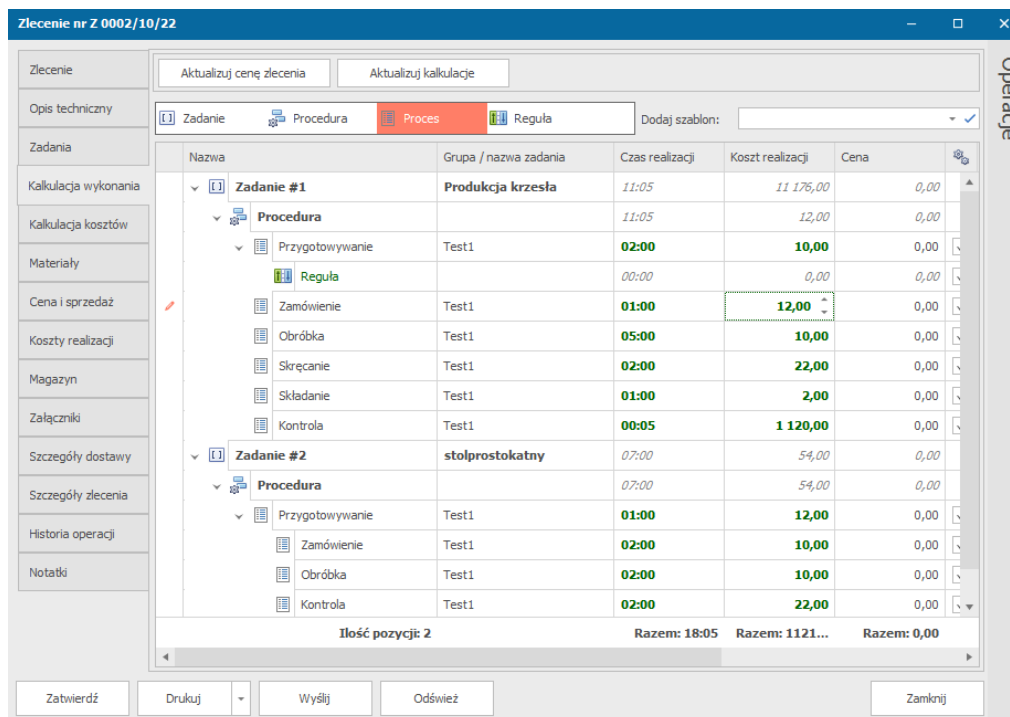 Zlecenie nr Z 0002/10/22
Operacje
Zlecenie
Opis techniczny
Zadania
Kalkulacja wykonania
Kalkulacja kosztów
Materiały
Cena i sprzedaż
Koszty realizacji
Magazyn
Załączniki
Szczegóły dostawy
Szczegóły zlecenia
Historia operacji
Notatki
Aktualizuj cenę zlecenia Aktualizuj kalkulacje
Zadanie Procedura Proces Reguła Dodaj szablon:
Nazwa Grupa / nazwa zadania Czas realizacji Koszt realizacji Cena
Zadanie #1 Produkcja krzesła 11:05 11 176,00 0,00
Procedura 11:05 12,00 0,00
Przygotowywanie Test1 02:00 10,00 0,00
Reguła 00:00 0,00 0,00
Zamówienie Test1 01:00 12,00 0,00
Obróbka Test1 05:00 10,00 0,00
Skręcanie Test1 02:00 22,00 0,00
Składanie Test1 01:00 2,00 0,00
Kontrola Test1 00:05 1 120,00 0,00
Zadanie #2 stolprostokatny 07:00 54,00 0,00
Procedura 07:00 54,00 0,00
Przygotowywanie Test1 01:00 12,00 0,00
Zamówienie Test1 02:00 10,00 0,00
Obróbka Test1 02:00 10,00 0,00
Kontrola Test1 02:00 22,00 0,00
Ilość pozycji: 2 Razem: 18:05 Razem: 1121... Razem: 0,00
Zatwierdź Drukuj Wyślij Odśwież Zamknij